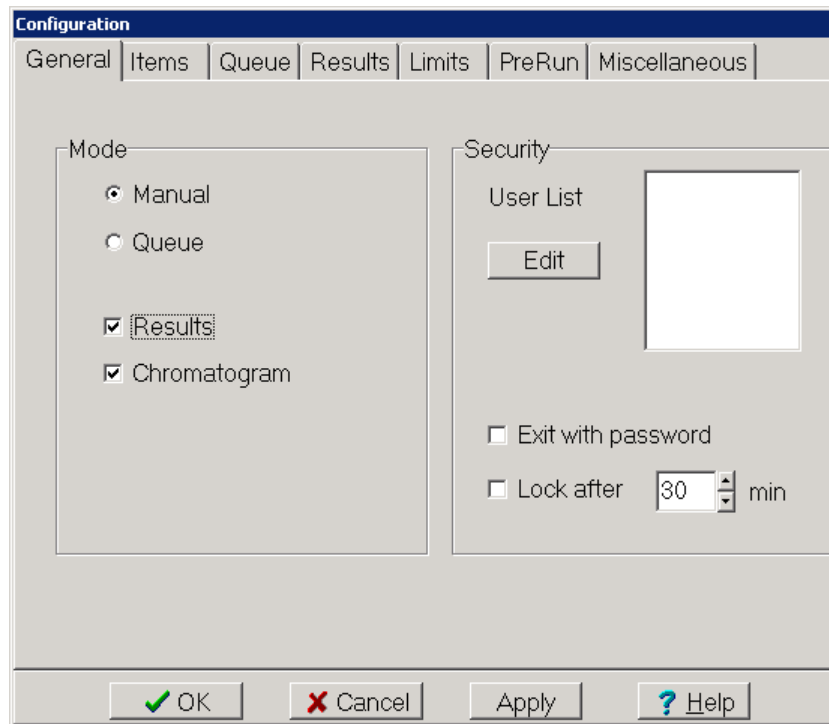 Configuration
General Items Queue Results Limits PreRun Miscellaneous
Mode
Manual
Queue
Results
Chromatogram
Security
User List
Edit
Exit with password
Lock after 30 min
OK Cancel Apply ? Help